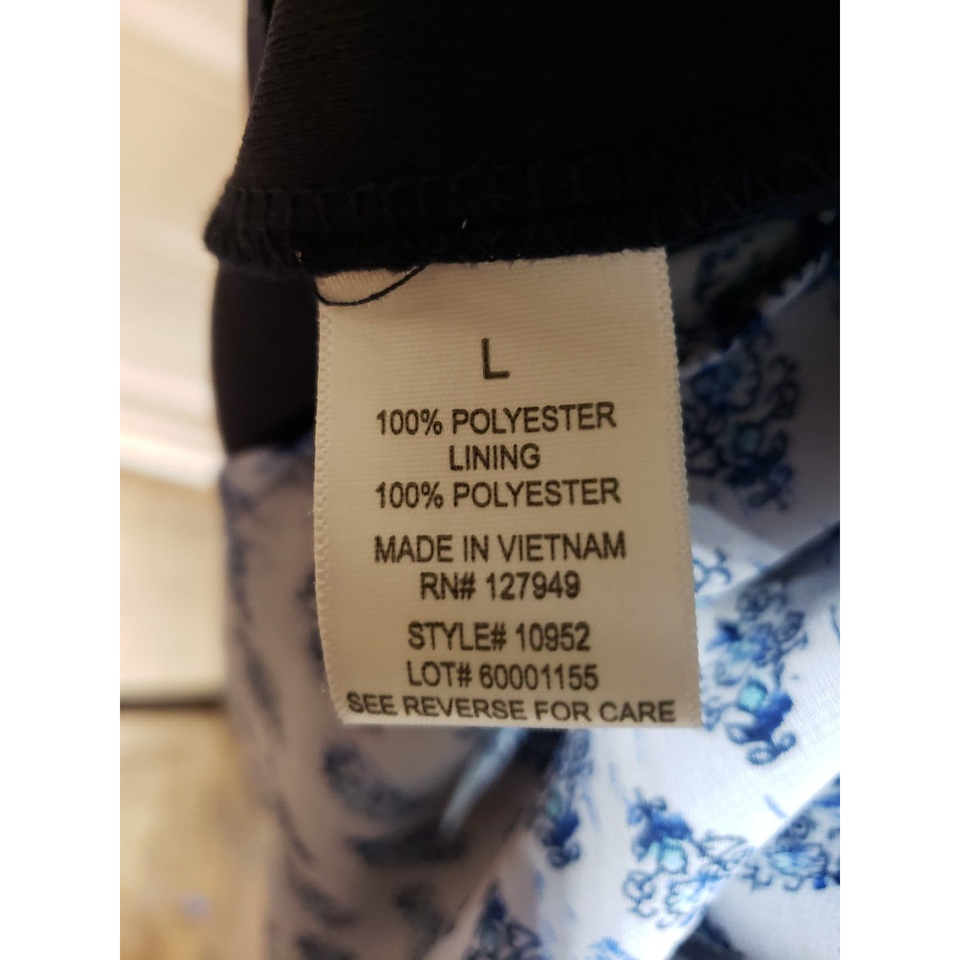 L
100% POLYESTER
LINING
100% POLYESTER
MADE IN VIETNAM
RN# 127949
STYLE# 10952
LOT# 60001155
SEE REVERSE FOR CARE